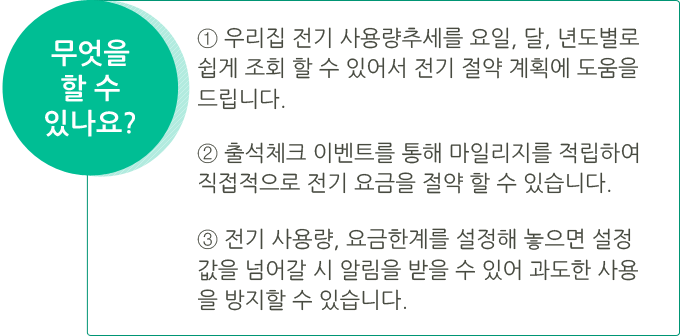 무엇을
할 수
있나요?
① 우리집 전기 사용량추세를 요일, 달, 년도별로
쉽게 조회 할 수 있어서 전기 절약 계획에 도움을
드립니다.
② 출석체크 이벤트를 통해 마일리지를 적립하여
직접적으로 전기 요금을 절약 할 수 있습니다.
③ 전기 사용량, 요금한계를 설정해 놓으면 설정
값을 넘어갈 시 알림을 받을 수 있어 과도한 사용
을 방지할 수 있습니다.